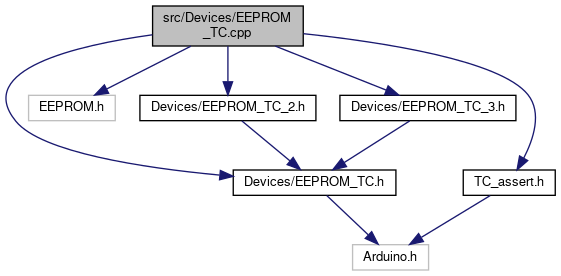 src/Devices/EEPROM
_TC.cpp
EEPROM.h
Devices/EEPROM_TC_2.h
Devices/EEPROM_TC_3.h
Devices/EEPROM_TC.h
TC_assert.h
Arduino.h